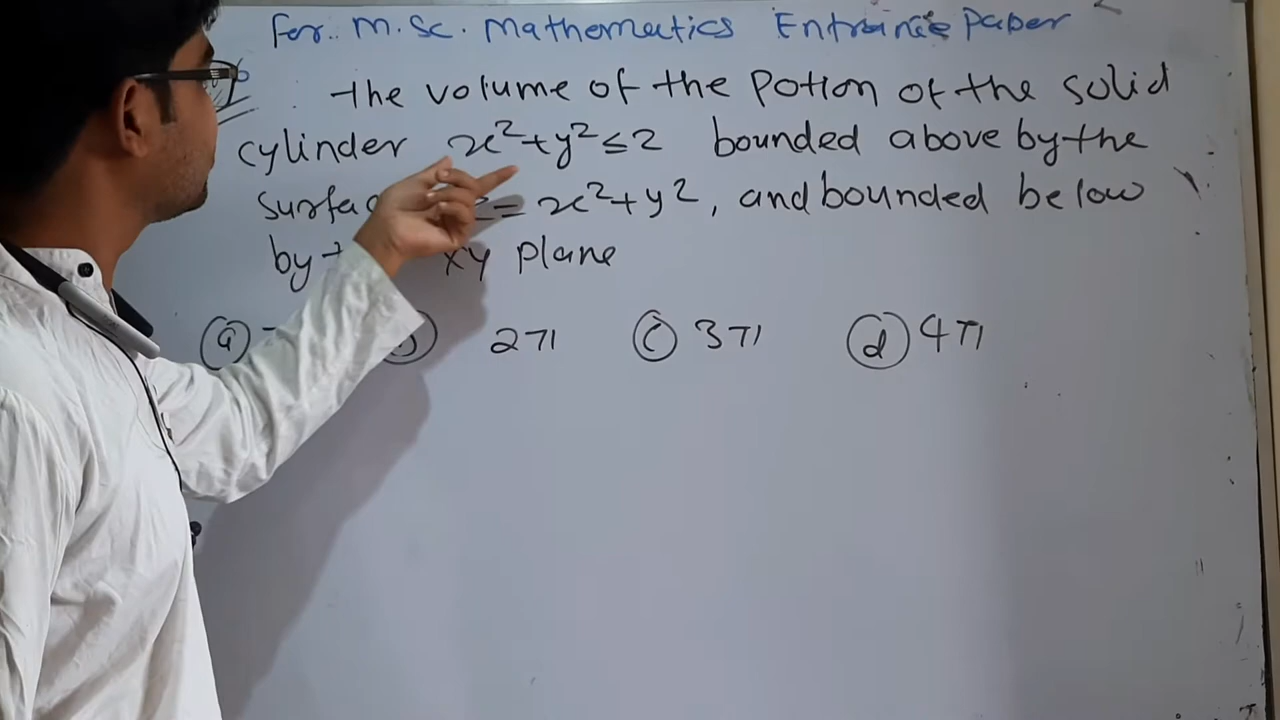 For.. M.Sc. Mathematics Entrance Paper
The volume of the Potion of the solid
cylinder x²+y²≤2 bounded above by the
surfac = x²+y², and bounded below
by xy plane
(a) (b) 2π (c) 3π (d) 4π